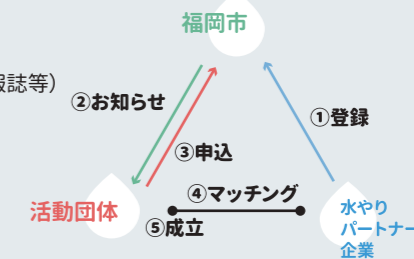 福岡市
報誌等）
②お知らせ
①登録
③申込
④マッチング
活動団体
⑤成立
水やり
パートナー
企業